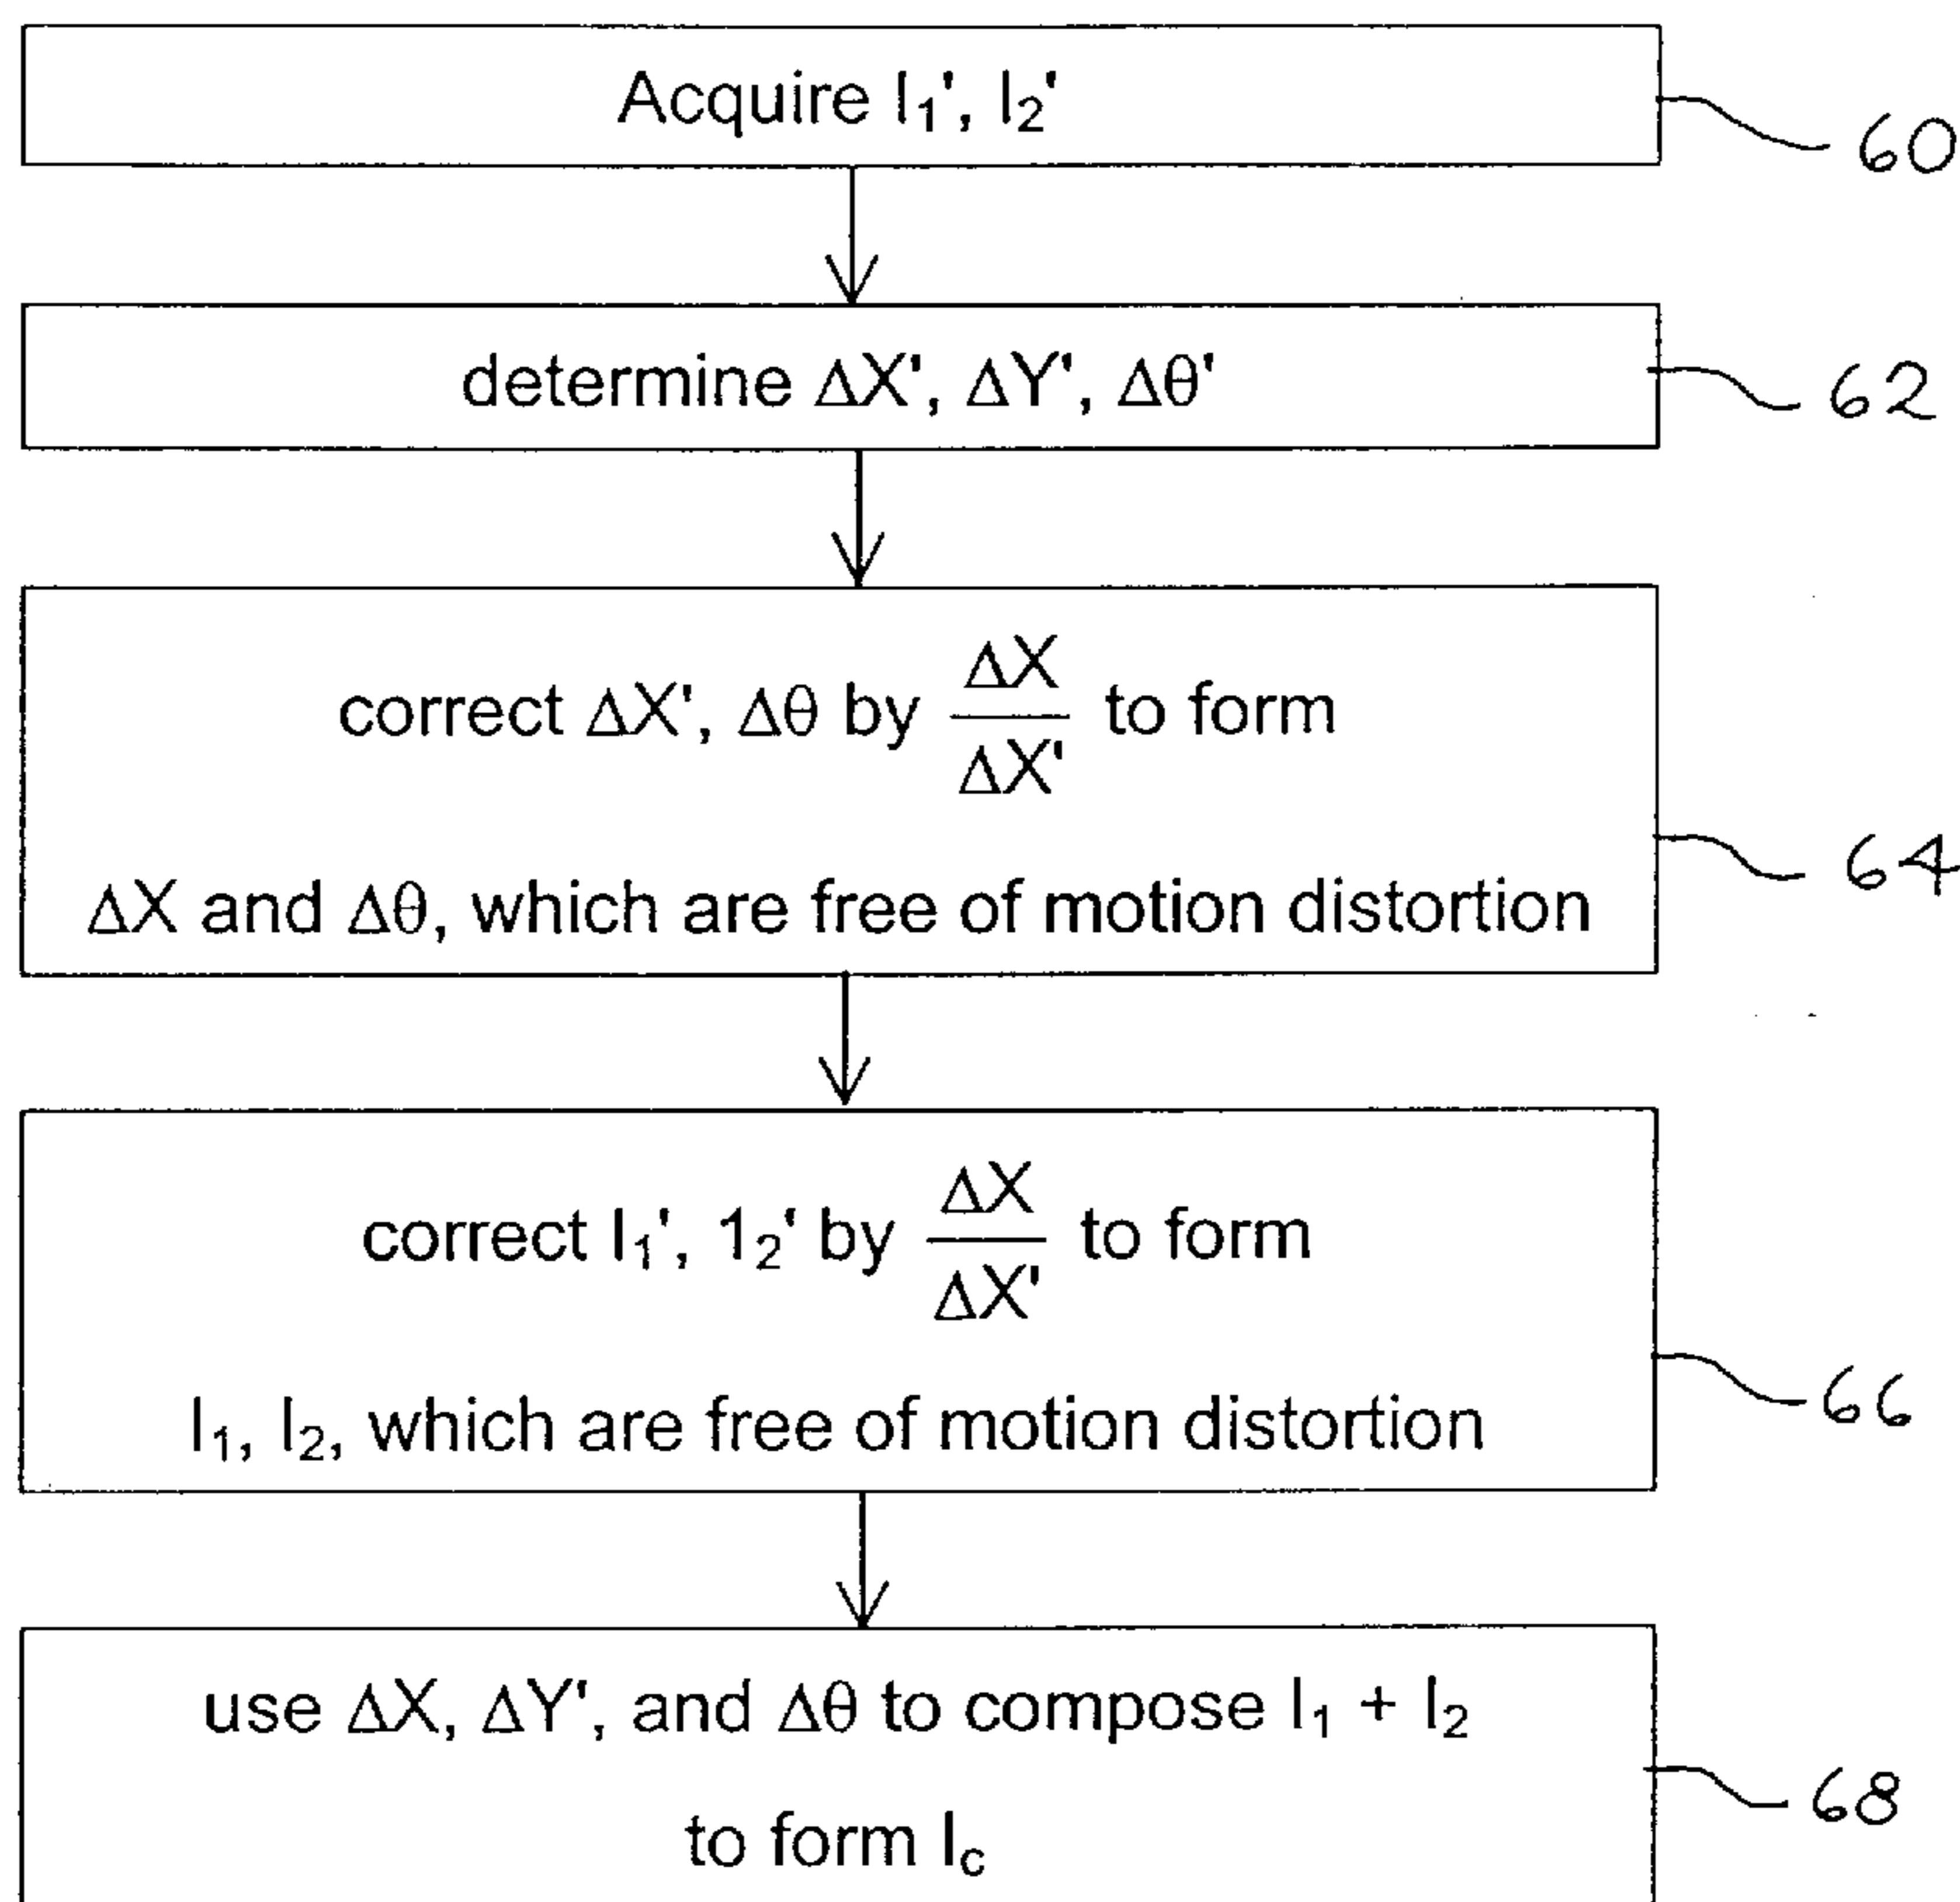 Acquire I₁', I₂'
60
determine ΔX', ΔY', Δθ'
62
correct ΔX', Δθ by ΔX/ΔX' to form
ΔX and Δθ, which are free of motion distortion
64
correct I₁', 1₂' by ΔX/ΔX' to form
I₁, I₂, which are free of motion distortion
66
use ΔX, ΔY', and Δθ to compose I₁ + I₂
to form I_c
68